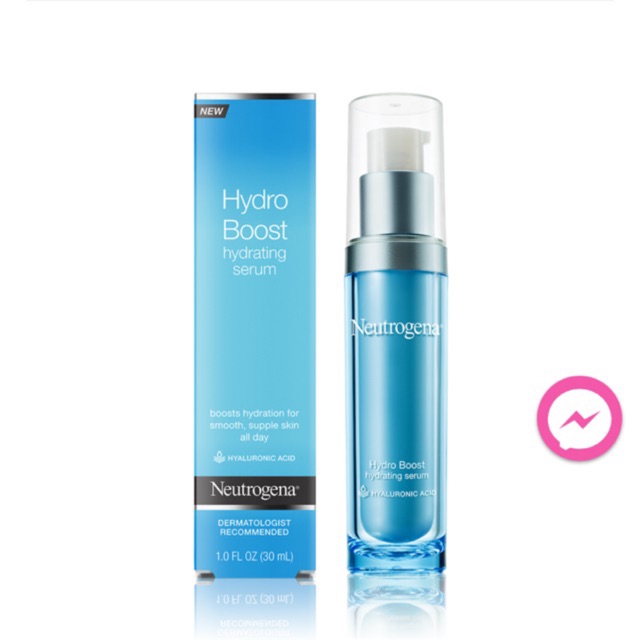 NEW
Hydro
Boost
hydrating
serum
boosts hydration for
smooth, supple skin
all day
HYALURONIC ACID
Neutrogena®
DERMATOLOGIST
RECOMMENDED
1.0 FL OZ (30 mL)
Neutrogena®
Hydro Boost
hydrating serum
HYALURONIC ACID